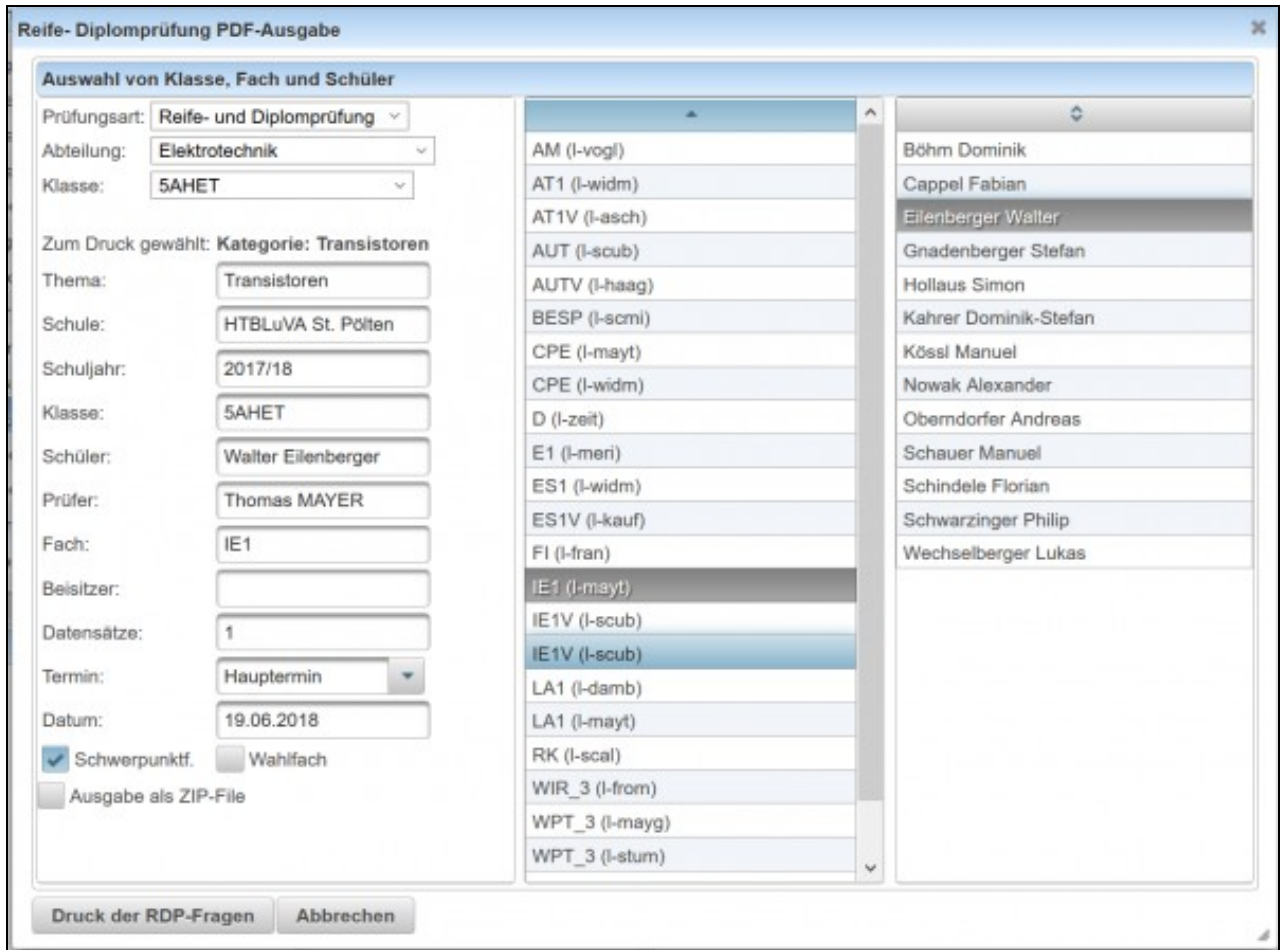 Reife- Diplomprüfung PDF-Ausgabe
Auswahl von Klasse, Fach und Schüler
Prüfungsart: Reife- und Diplomprüfung
Abteilung: Elektrotechnik
Klasse: 5AHET
Zum Druck gewählt: Kategorie: Transistoren
Thema: Transistoren
Schule: HTBLuVA St. Pölten
Schuljahr: 2017/18
Klasse: 5AHET
Schüler: Walter Eilenberger
Prüfer: Thomas MAYER
Fach: IE1
Beisitzer:
Datensätze: 1
Termin: Haupttermin
Datum: 19.06.2018
Schwerpunktf. Wahlfach
Ausgabe als ZIP-File
AM (l-vogl)
AT1 (l-widm)
AT1V (l-asch)
AUT (l-scub)
AUTV (l-haag)
BESP (l-scmi)
CPE (l-mayt)
CPE (l-widm)
D (l-zeit)
E1 (l-meri)
ES1 (l-widm)
ES1V (l-kauf)
FI (l-fran)
IE1 (l-mayt)
IE1V (l-scub)
IE1V (l-scub)
LA1 (l-damb)
LA1 (l-mayt)
RK (l-scal)
WIR_3 (l-from)
WPT_3 (l-mayg)
WPT_3 (l-stum)
Böhm Dominik
Cappel Fabian
Eilenberger Walter
Gnadenberger Stefan
Hollaus Simon
Kahrer Dominik-Stefan
Kössl Manuel
Nowak Alexander
Oberndorfer Andreas
Schauer Manuel
Schindele Florian
Schwarzinger Philip
Wechselberger Lukas
Druck der RDP-Fragen Abbrechen